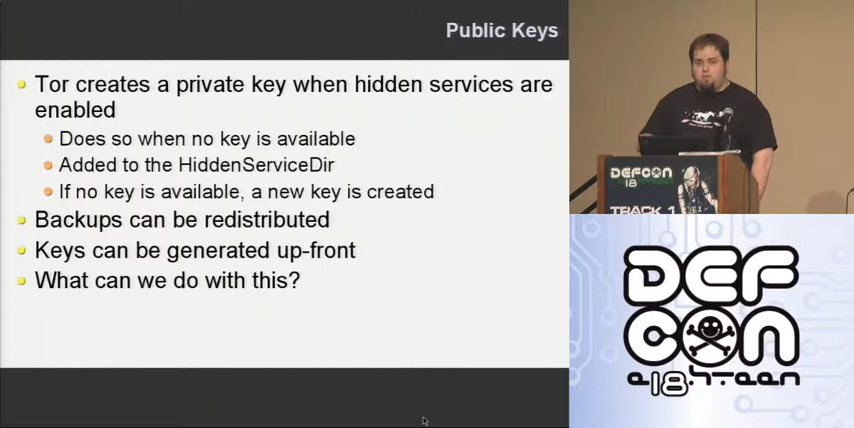 Public Keys
Tor creates a private key when hidden services are
enabled
Does so when no key is available
Added to the HiddenServiceDir
If no key is available, a new key is created
Backups can be redistributed
Keys can be generated up-front
What can we do with this?
DEFCON
18
TRACK 1
DEF
CON
18